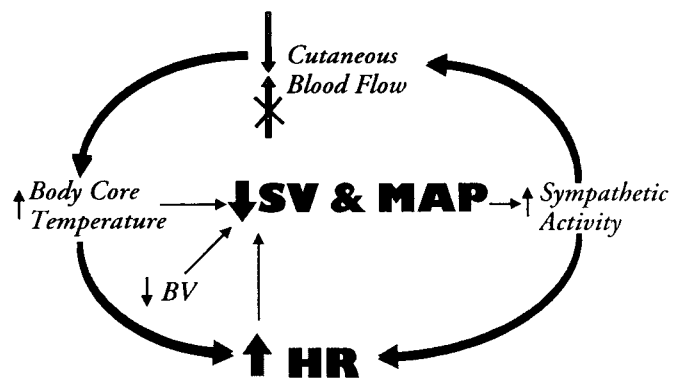 Cutaneous
Blood Flow
↑ Body Core
Temperature
↓ SV & MAP
↑ Sympathetic
Activity
↓ BV
↑ HR